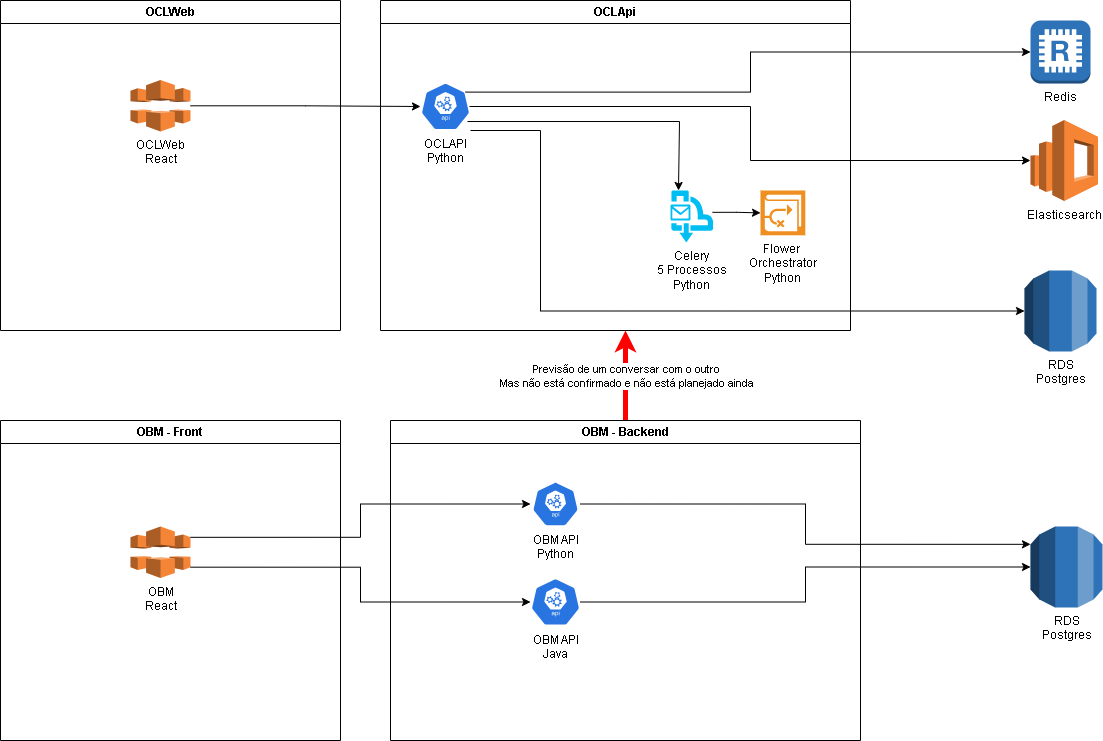 OCLWeb
OCLApi
R
Redis
api
OCLWeb
React
OCLAPI
Python
Elasticsearch
Celery
5 Processos
Python
Flower
Orchestrator
Python
RDS
Postgres
Previsão de um conversar com o outro
Mas não está confirmado e não está planejado ainda
OBM - Front
OBM - Backend
api
OBM API
Python
OBM
React
api
OBM API
Java
RDS
Postgres